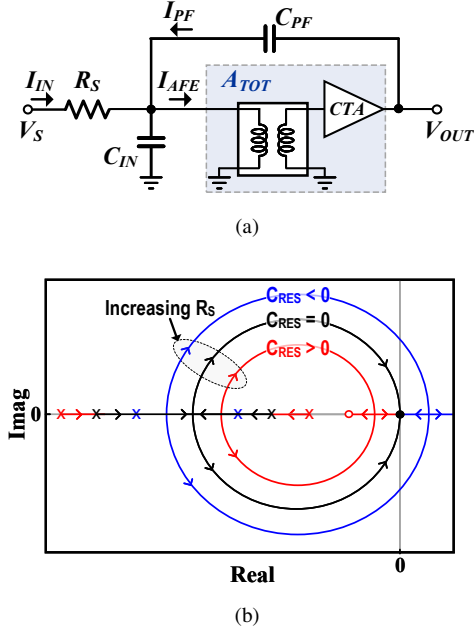 I_PF C_PF
I_IN R_S I_AFE A_TOT
V_S C_IN CTA V_OUT
(a)
Increasing R_S C_RES < 0
C_RES = 0
C_RES > 0
Imag 0
0
Real
(b)